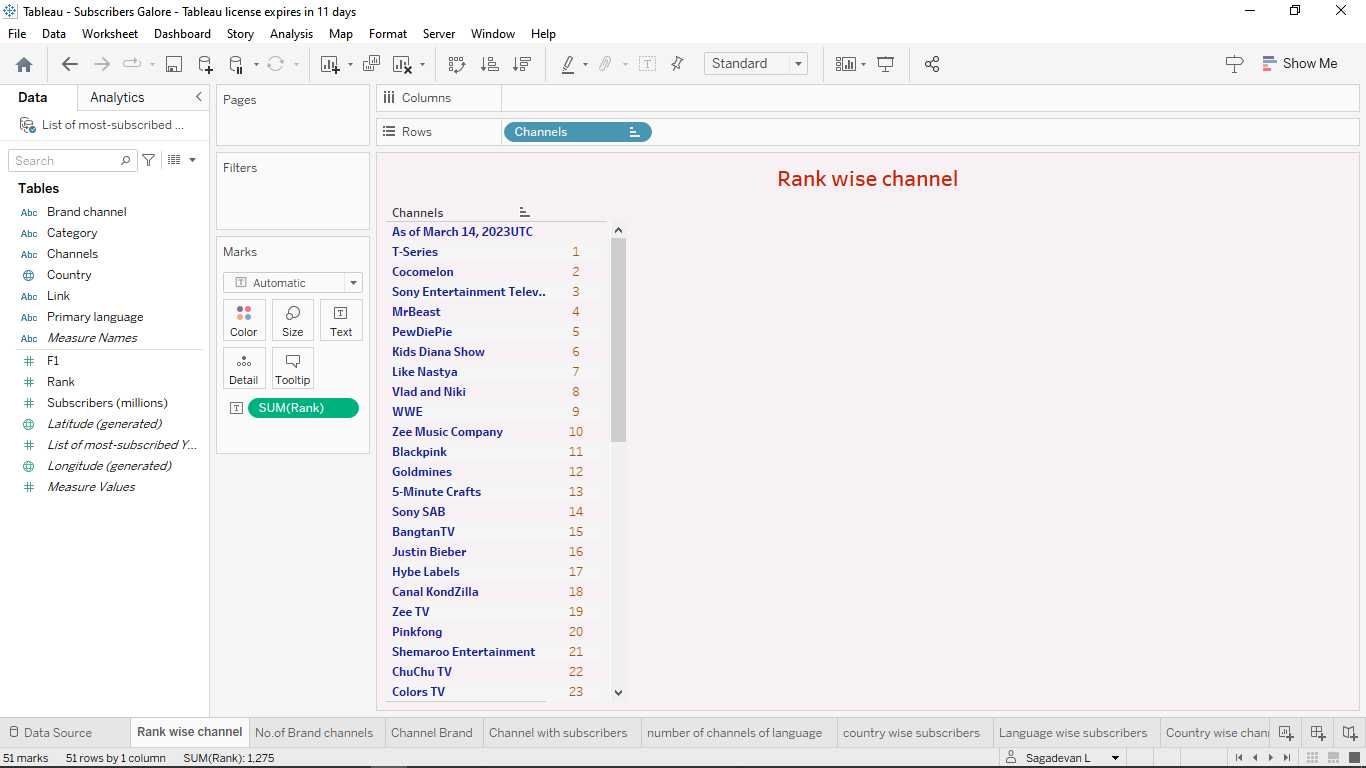 Tableau - Subscribers Galore - Tableau license expires in 11 days
File Data Worksheet Dashboard Story Analysis Map Format Server Window Help
Standard
Show Me
Data Analytics
List of most-subscribed ...
Search
Tables
Abc Brand channel
Abc Category
Abc Channels
Country
Abc Link
Abc Primary language
Abc Measure Names
F1
Rank
Subscribers (millions)
Latitude (generated)
List of most-subscribed Y...
Longitude (generated)
Measure Values
Pages
Filters
Marks
T Automatic
Color Size Text
Detail Tooltip
T SUM(Rank)
Columns
Rows Channels
Rank wise channel
Channels
As of March 14, 2023UTC
T-Series 1
Cocomelon 2
Sony Entertainment Telev.. 3
MrBeast 4
PewDiePie 5
Kids Diana Show 6
Like Nastya 7
Vlad and Niki 8
WWE 9
Zee Music Company 10
Blackpink 11
Goldmines 12
5-Minute Crafts 13
Sony SAB 14
BangtanTV 15
Justin Bieber 16
Hybe Labels 17
Canal KondZilla 18
Zee TV 19
Pinkfong 20
Shemaroo Entertainment 21
ChuChu TV 22
Colors TV 23
Data Source Rank wise channel No.of Brand channels Channel Brand Channel with subscribers number of channels of language country wise subscribers Language wise subscribers Country wise chann
51 marks 51 rows by 1 column SUM(Rank): 1,275 Sagadevan L